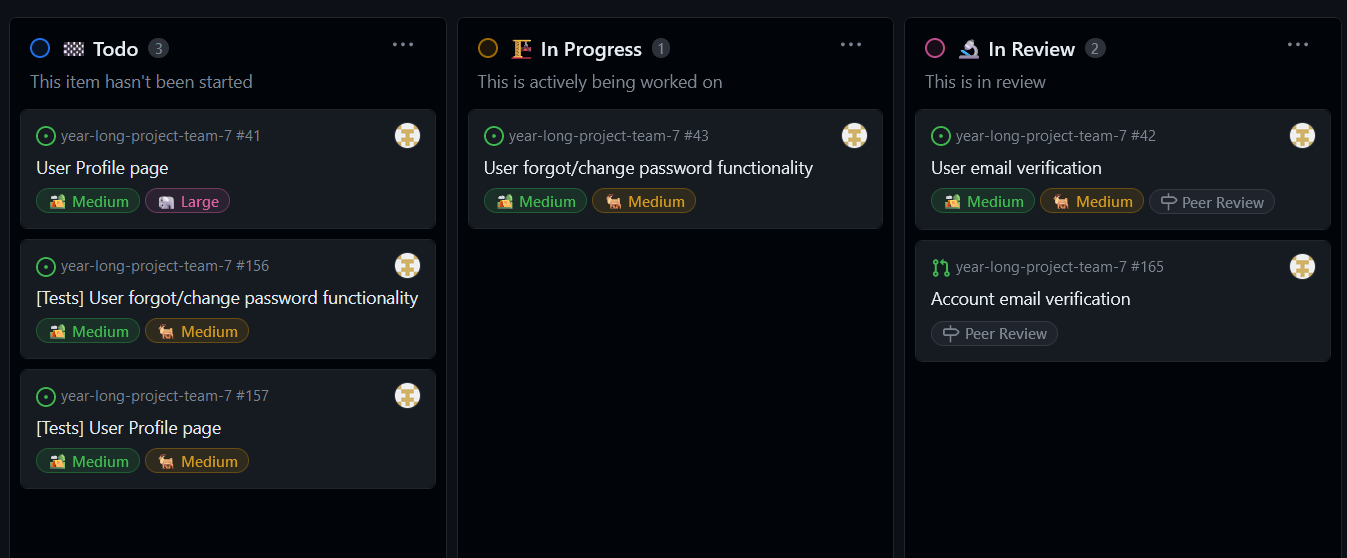 Todo 3
This item hasn't been started
year-long-project-team-7 #41
User Profile page
Medium Large
year-long-project-team-7 #156
[Tests] User forgot/change password functionality
Medium Medium
year-long-project-team-7 #157
[Tests] User Profile page
Medium Medium
In Progress 1
This is actively being worked on
year-long-project-team-7 #43
User forgot/change password functionality
Medium Medium
In Review 2
This is in review
year-long-project-team-7 #42
User email verification
Medium Medium Peer Review
year-long-project-team-7 #165
Account email verification
Peer Review